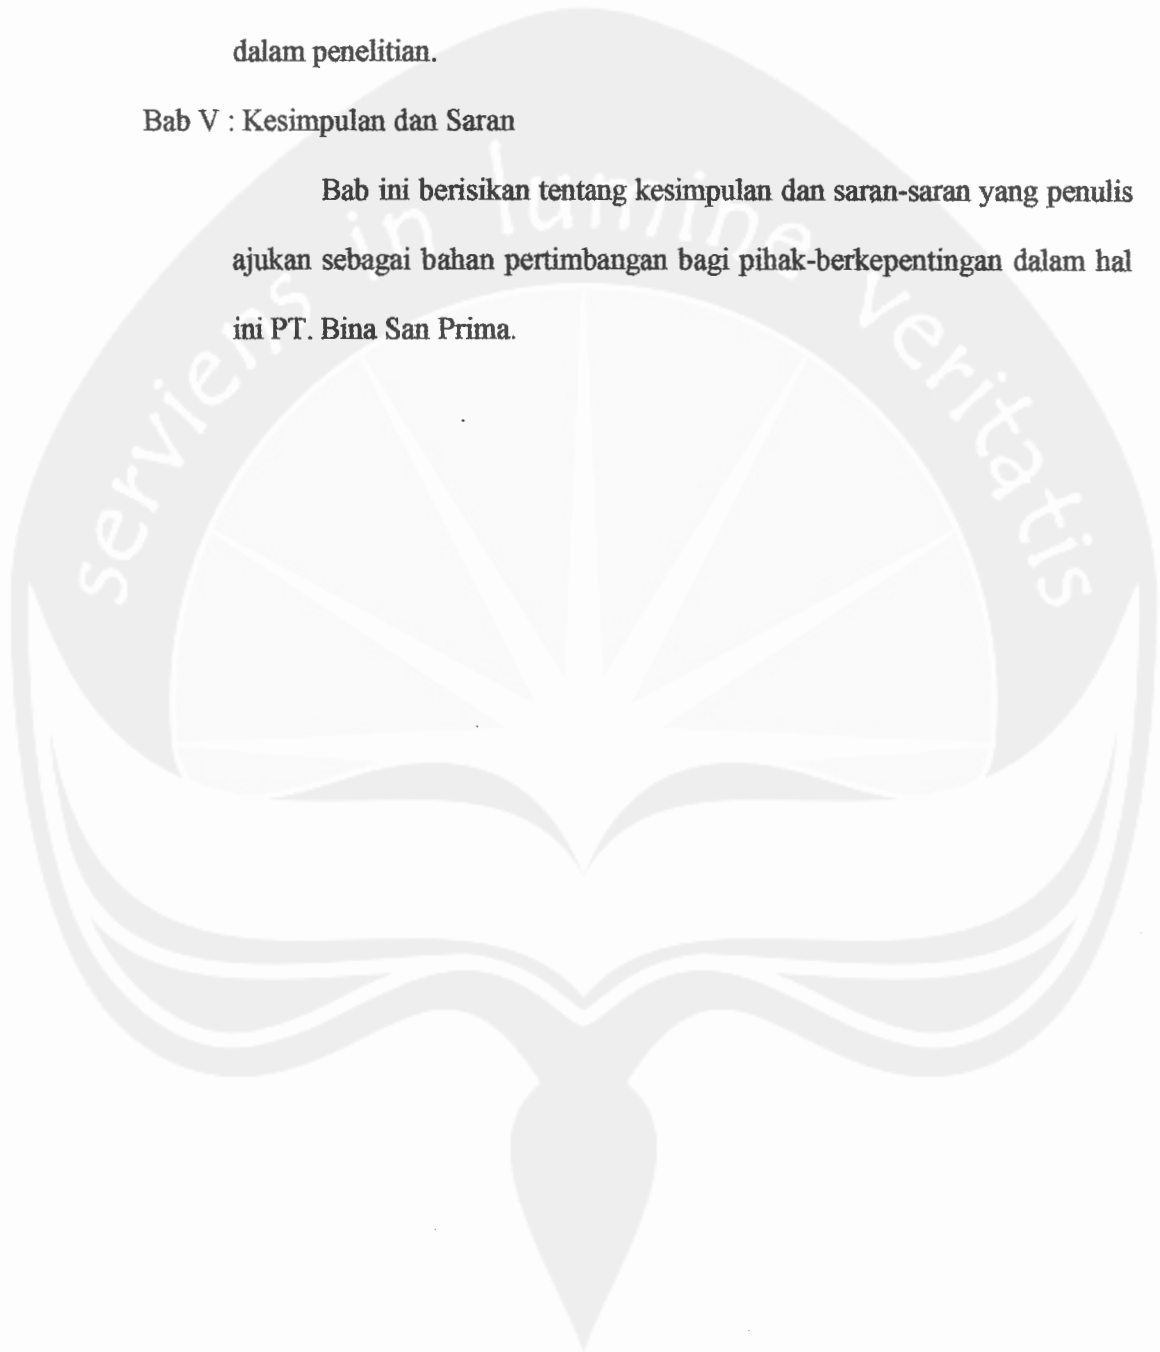 dalam penelitian.
Bab V : Kesimpulan dan Saran
Bab ini berisikan tentang kesimpulan dan saran-saran yang penulis
ajukan sebagai bahan pertimbangan bagi pihak-berkepentingan dalam hal
ini PT. Bina San Prima.
serviens in lumine veritatis